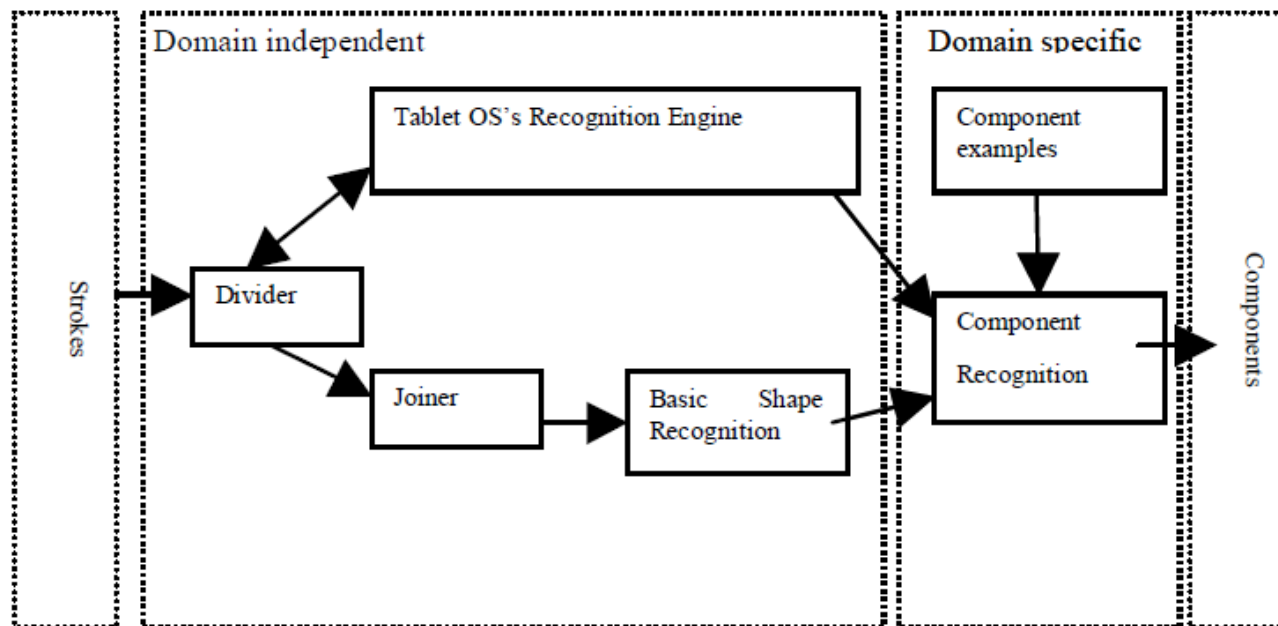 Domain independent
Domain specific
Tablet OS's Recognition Engine
Component
examples
Strokes
Divider
Component
Recognition
Components
Joiner
Basic Shape
Recognition